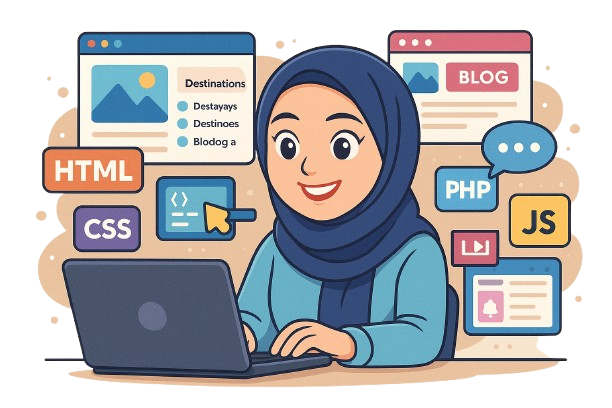 Destinations
Destayays
Destinoes
Blodog a
BLOG
HTML
CSS
PHP
JS